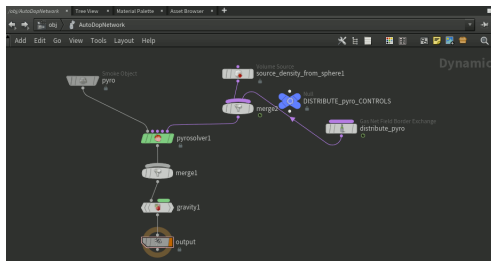 obj/AutoDopNetwork × Tree View × Material Palette × Asset Browser × +
obj AutoDopNetwork
Add Edit Go View Tools Layout Help
Dynamic
Smoke Object
pyro
Volume Source
source_density_from_sphere1
Null
DISTRIBUTE_pyro_CONTROLS
merge2
Gas Net Field Border Exchange
distribute_pyro
pyrosolver1
merge1
gravity1
output